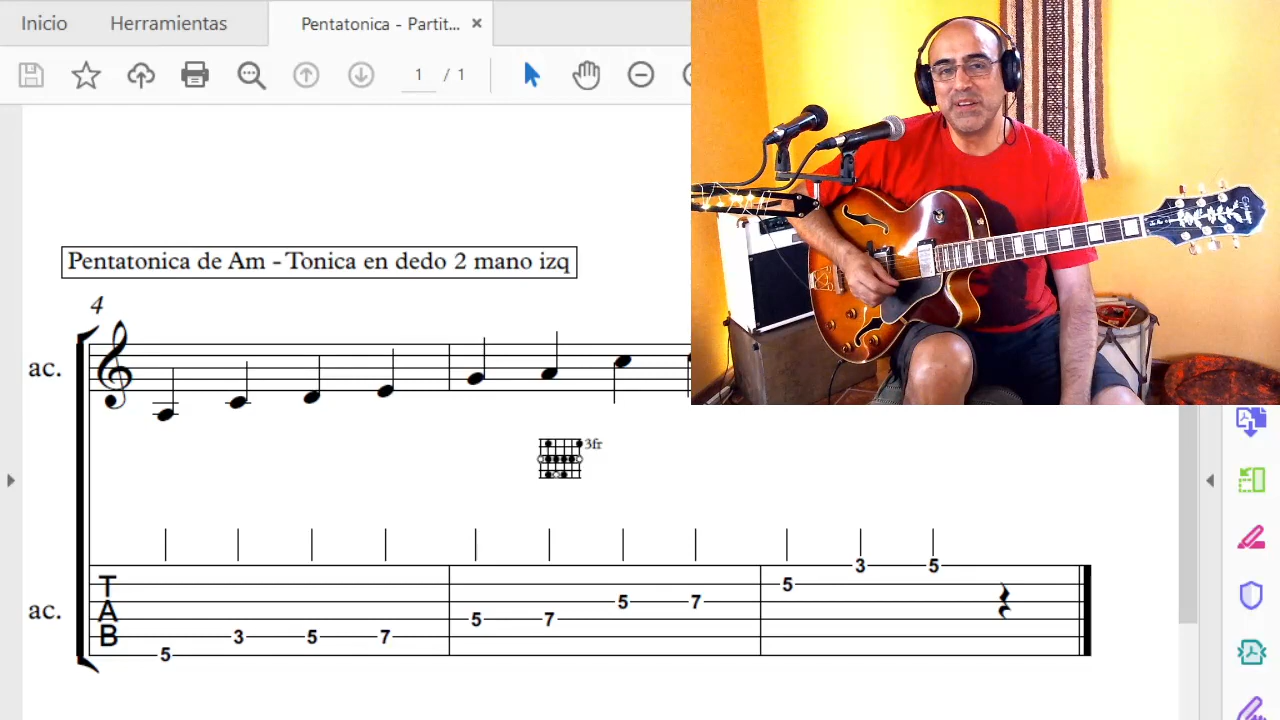 Inicio
Herramientas
Pentatonica - Partit... ×
1 / 1
Pentatonica de Am - Tonica en dedo 2 mano izq
4
ac.
3fr
ac.
T
A
B
5 3 5 7 5 7 5 7 5 3 5